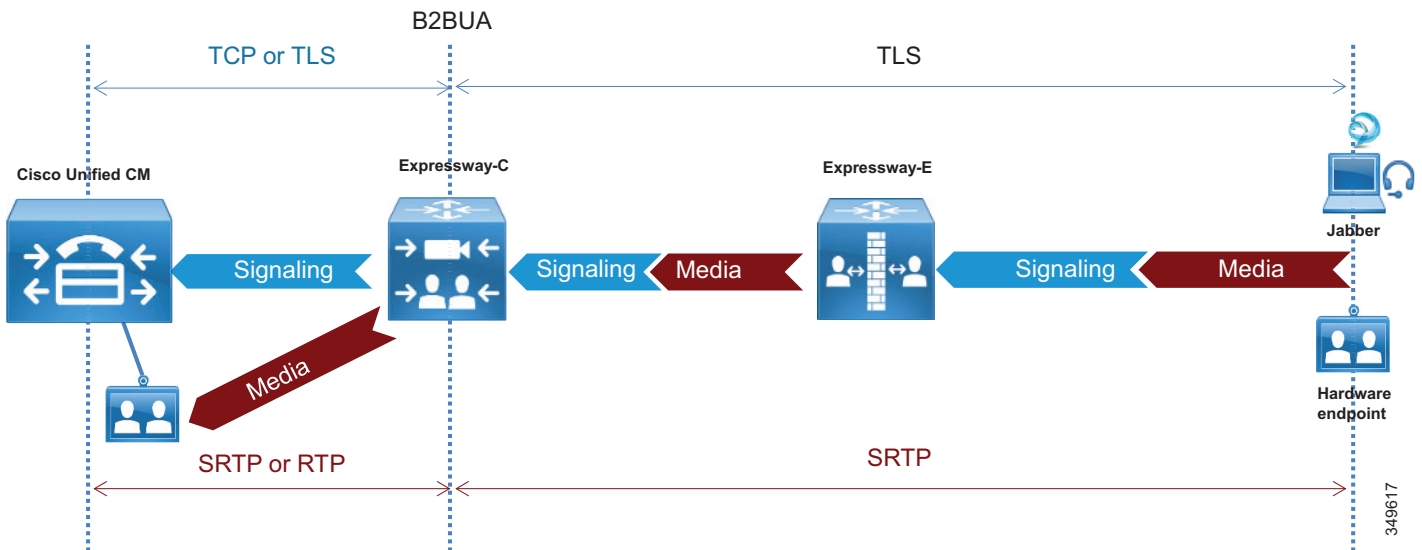 B2BUA
TCP or TLS
TLS
Cisco Unified CM
Expressway-C
Expressway-E
Jabber
Signaling
Signaling
Media
Signaling
Media
Media
Hardware
endpoint
SRTP or RTP
SRTP
349617